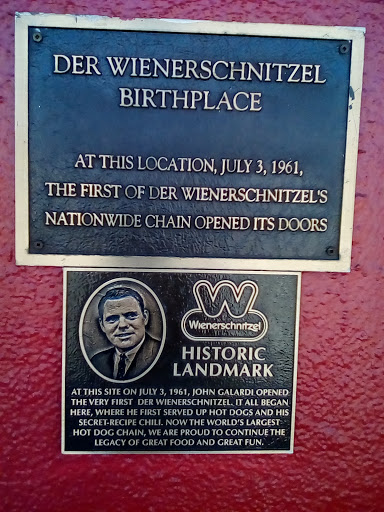 DER WIENERSCHNITZEL
BIRTHPLACE
AT THIS LOCATION, JULY 3, 1961,
THE FIRST OF DER WIENERSCHNITZEL'S
NATIONWIDE CHAIN OPENED ITS DOORS
W
Wienerschnitzel
HISTORIC
LANDMARK
AT THIS SITE ON JULY 3, 1961, JOHN GALARDI OPENED
THE VERY FIRST DER WIENERSCHNITZEL. IT ALL BEGAN
HERE, WHERE HE FIRST SERVED UP HOT DOGS AND HIS
SECRET-RECIPE CHILI. NOW THE WORLD'S LARGEST
HOT DOG CHAIN, WE ARE PROUD TO CONTINUE THE
LEGACY OF GREAT FOOD AND GREAT FUN.